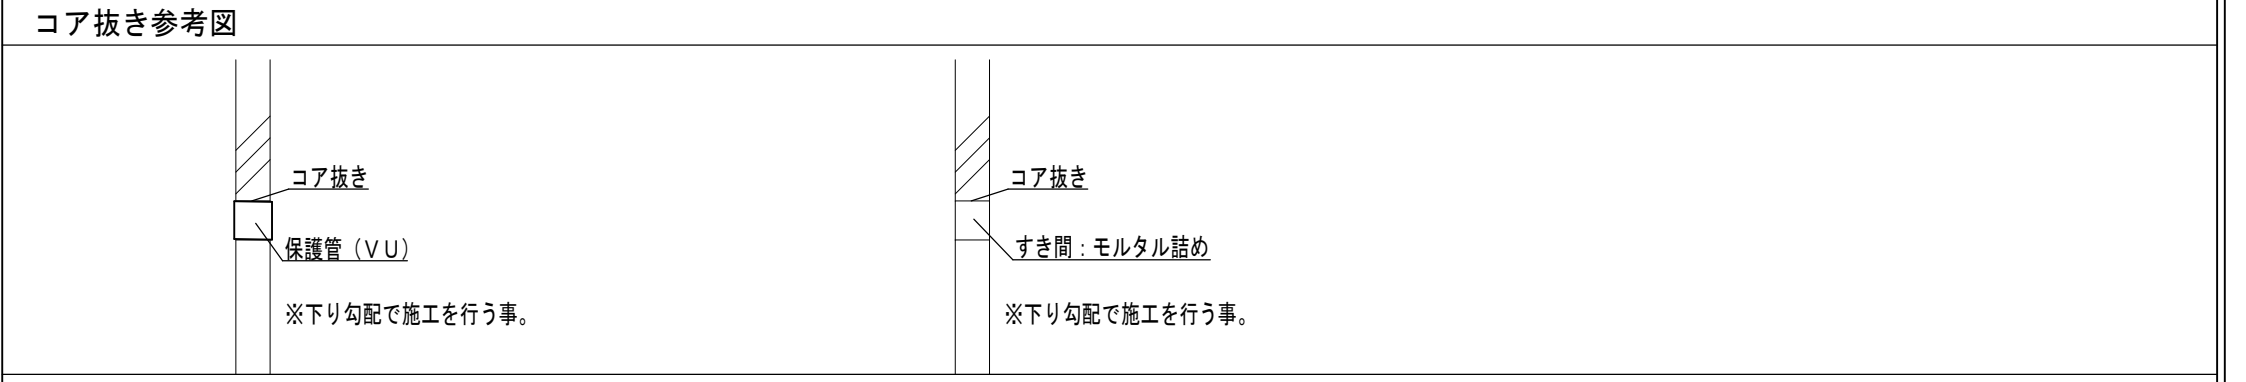 コア抜き参考図
コア抜き
保護管（ＶＵ）
※下り勾配で施工を行う事。
コア抜き
すき間：モルタル詰め
※下り勾配で施工を行う事。